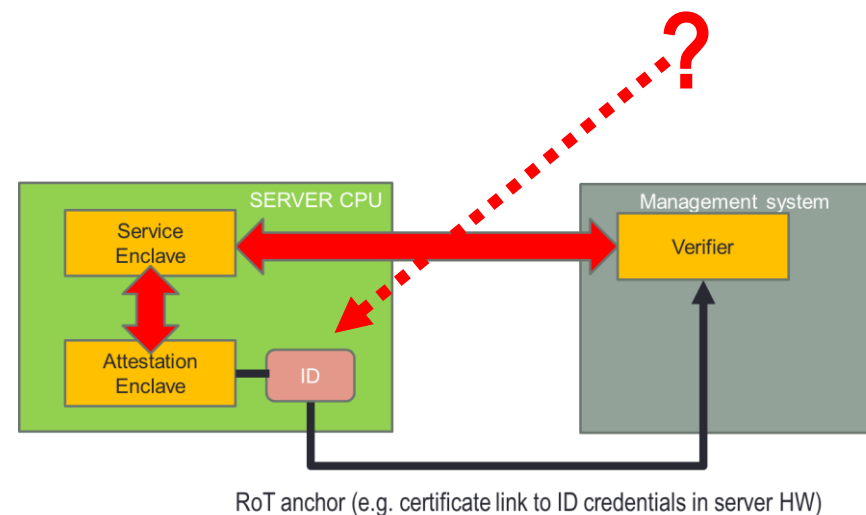 ?
SERVER CPU
Service
Enclave
Attestation
Enclave
ID
Management system
Verifier
RoT anchor (e.g. certificate link to ID credentials in server HW)